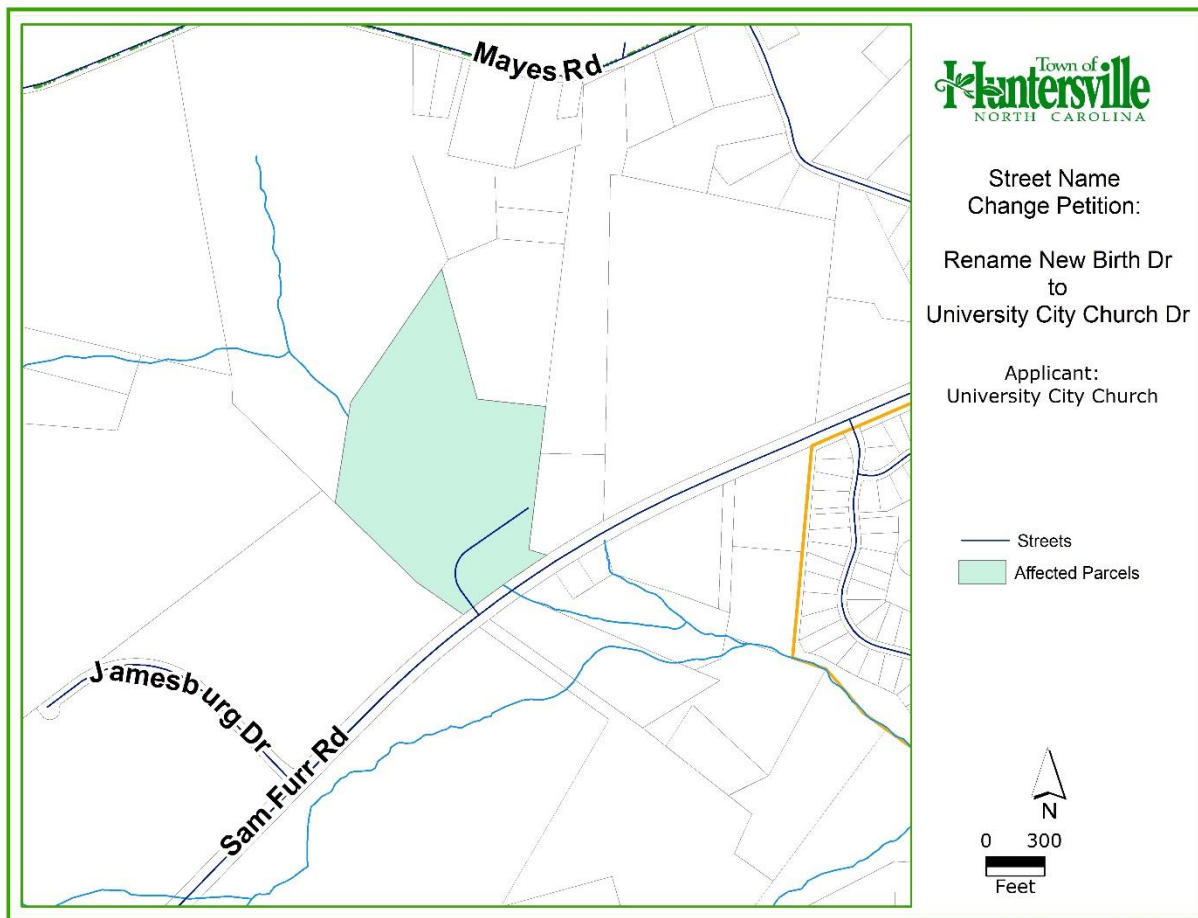 Mayes Rd
Jamesburg Dr
Sam Furr Rd
Town of
Huntersville
NORTH CAROLINA
Street Name
Change Petition:
Rename New Birth Dr
to
University City Church Dr
Applicant:
University City Church
Streets
Affected Parcels
N
0 300
Feet